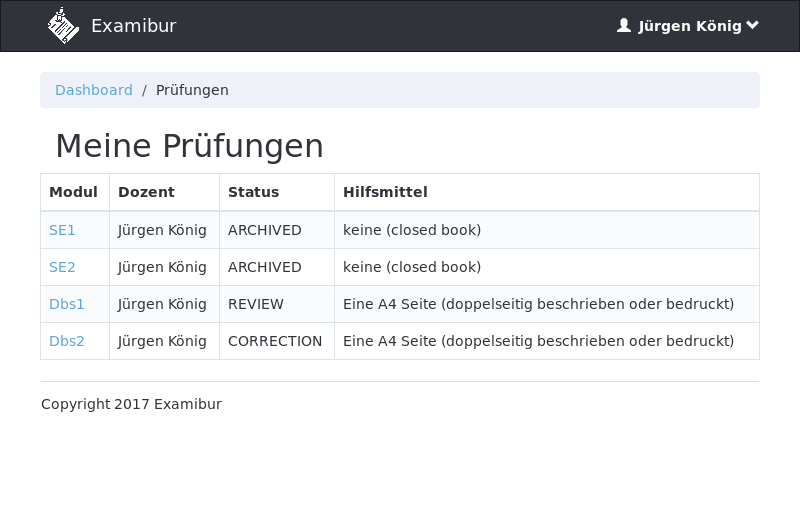 Examibur
Jürgen König
Dashboard / Prüfungen
Meine Prüfungen
Modul Dozent Status Hilfsmittel
SE1 Jürgen König ARCHIVED keine (closed book)
SE2 Jürgen König ARCHIVED keine (closed book)
Dbs1 Jürgen König REVIEW Eine A4 Seite (doppelseitig beschrieben oder bedruckt)
Dbs2 Jürgen König CORRECTION Eine A4 Seite (doppelseitig beschrieben oder bedruckt)
Copyright 2017 Examibur